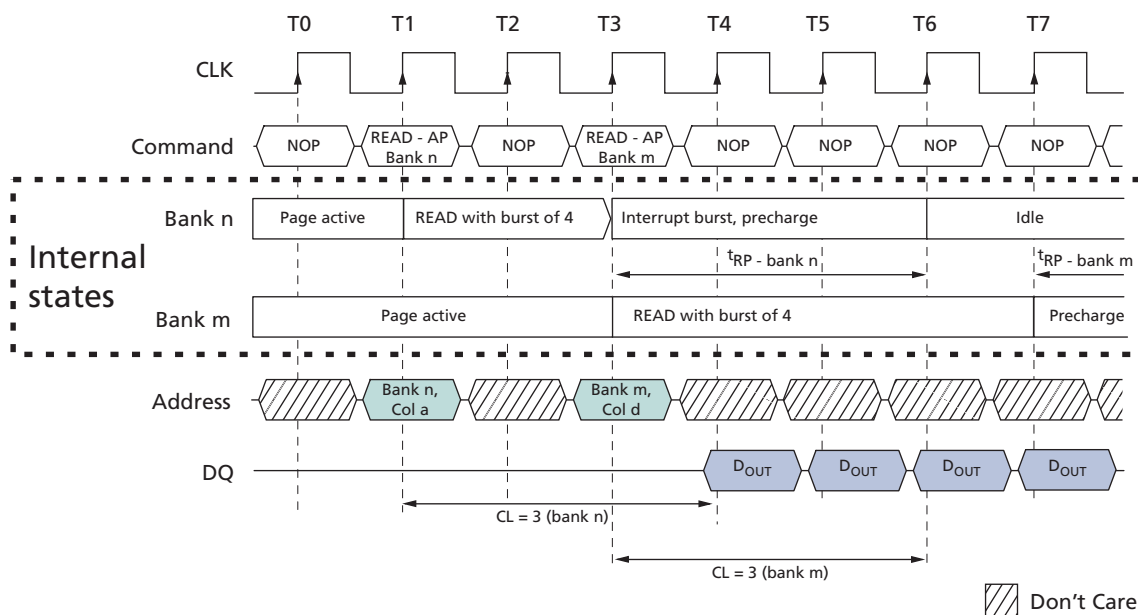 T0 T1 T2 T3 T4 T5 T6 T7
CLK
Command NOP READ - AP Bank n NOP READ - AP Bank m NOP NOP NOP NOP
Internal states
Bank n Page active READ with burst of 4 Interrupt burst, precharge Idle
tRP - bank n tRP - bank m
Bank m Page active READ with burst of 4 Precharge
Address Bank n, Col a Bank m, Col d
DQ DOUT DOUT DOUT DOUT
CL = 3 (bank n)
CL = 3 (bank m)
Don't Care